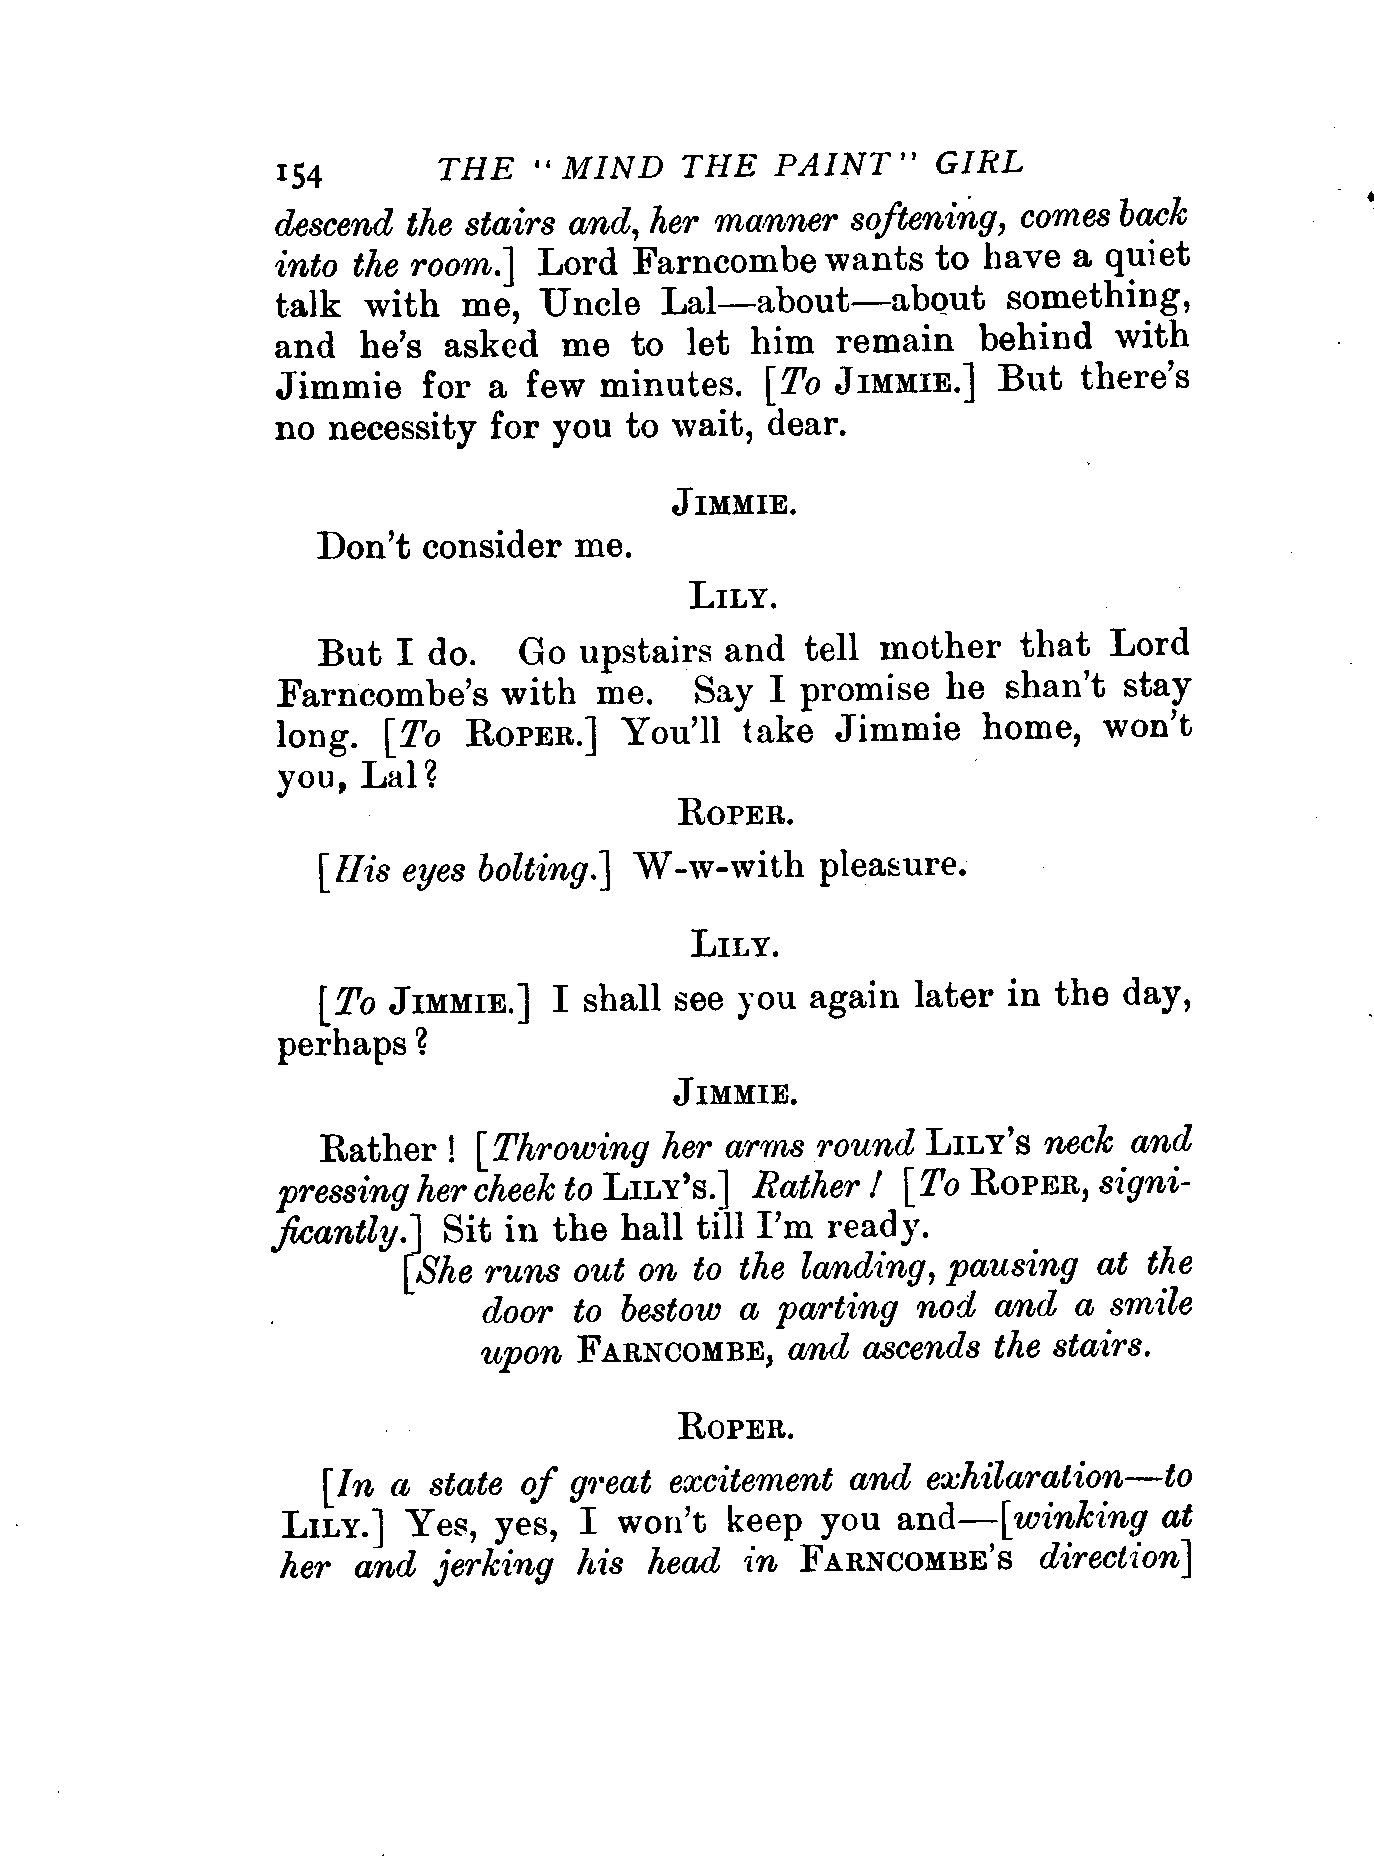 154 THE "MIND THE PAINT" GIRL
descend the stairs and, her manner softening, comes back
into the room.] Lord Farncombe wants to have a quiet
talk with me, Uncle Lal—about—about something,
and he's asked me to let him remain behind with
Jimmie for a few minutes. [To JIMMIE.] But there's
no necessity for you to wait, dear.
JIMMIE.
Don't consider me.
LILY.
But I do. Go upstairs and tell mother that Lord
Farncombe's with me. Say I promise he shan't stay
long. [To ROPER.] You'll take Jimmie home, won't
you, Lal?
ROPER.
[His eyes bolting.] W-w-with pleasure.
LILY.
[To JIMMIE.] I shall see you again later in the day,
perhaps?
JIMMIE.
Rather! [Throwing her arms round LILY'S neck and
pressing her cheek to LILY'S.] Rather! [To ROPER, signi-
ficantly.] Sit in the hall till I'm ready.
[She runs out on to the landing, pausing at the
door to bestow a parting nod and a smile
upon FARNCOMBE, and ascends the stairs.
ROPER.
[In a state of great excitement and exhilaration—to
LILY.] Yes, yes, I won't keep you and—[winking at
her and jerking his head in FARNCOMBE'S direction]